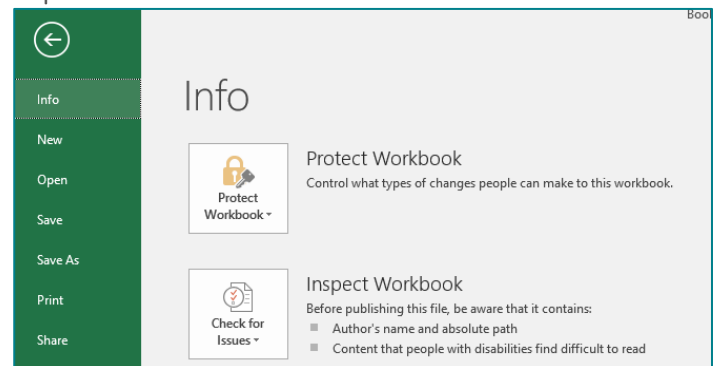 Book
Info
New
Open
Save
Save As
Print
Share
Info
Protect Workbook
Protect Workbook
Control what types of changes people can make to this workbook.
Check for Issues
Inspect Workbook
Before publishing this file, be aware that it contains:
Author's name and absolute path
Content that people with disabilities find difficult to read